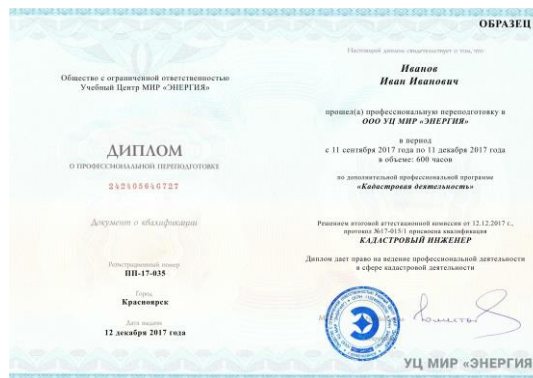 ОБРАЗЕЦ
Общество с ограниченной ответственностью
Учебный Центр МИР «ЭНЕРГИЯ»
ДИПЛОМ
О ПРОФЕССИОНАЛЬНОЙ ПЕРЕПОДГОТОВКЕ
242405646727
Документ о квалификации
Регистрационный номер
ПП-17-035
Город
Красноярск
Дата выдачи
12 декабря 2017 года
Настоящий диплом свидетельствует о том, что
Иванов
Иван Иванович
прошел(а) профессиональную переподготовку в
ООО УЦ МИР «ЭНЕРГИЯ»
в период
с 11 сентября 2017 года по 11 декабря 2017 года
в объеме: 600 часов
по дополнительной профессиональной программе
«Кадастровая деятельность»
Решением итоговой аттестационной комиссии от 12.12.2017 г.,
протокол №17-015/1 присвоена квалификация
КАДАСТРОВЫЙ ИНЖЕНЕР
Диплом дает право на ведение профессиональной деятельности
в сфере кадастровой деятельности
УЦ МИР «ЭНЕРГИЯ